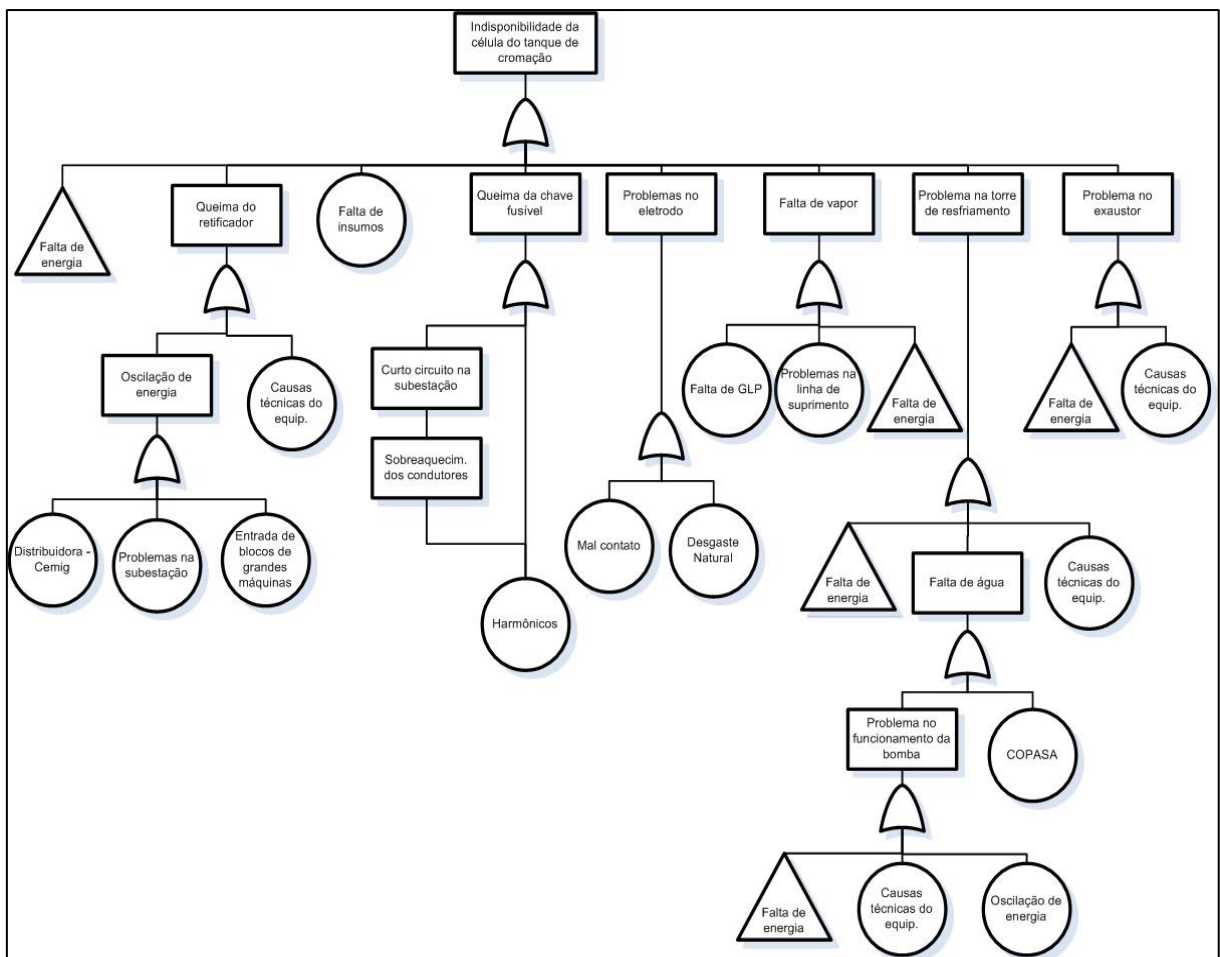 Indisponibilidade da
célula do tanque de
cromação
Falta de
energia
Queima do
retificador
Falta de
insumos
Queima da chave
fusível
Problemas no
eletrodo
Falta de vapor
Problema na torre
de resfriamento
Problema no
exaustor
Oscilação de
energia
Causas
técnicas do
equip.
Curto circuito na
subestação
Falta de GLP
Problemas na
linha de
suprimento
Falta de
energia
Falta de
energia
Causas
técnicas do
equip.
Sobreaquecim.
dos condutores
Distribuidora -
Cemig
Problemas na
subestação
Entrada de
blocos de
grandes
máquinas
Mal contato
Desgaste
Natural
Falta de
energia
Falta de água
Causas
técnicas do
equip.
Harmônicos
Problema no
funcionamento da
bomba
COPASA
Falta de
energia
Causas
técnicas do
equip.
Oscilação de
energia